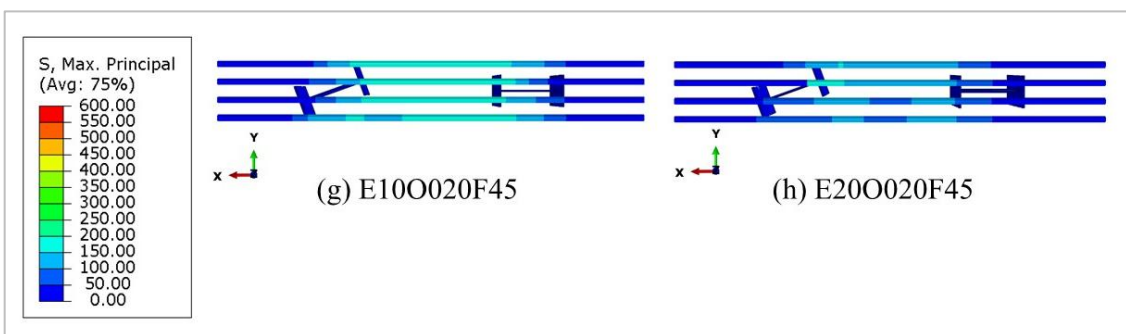 S, Max. Principal
(Avg: 75%)
600.00
550.00
500.00
450.00
400.00
350.00
300.00
250.00
200.00
150.00
100.00
50.00
0.00
Y
X
(g) E10O020F45
Y
X
(h) E20O020F45